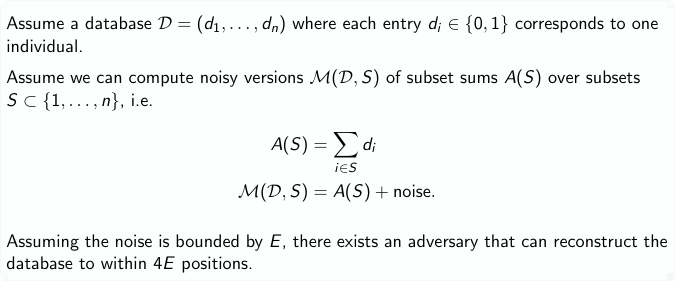 Assume a database 𝒟 = (d₁, …, dₙ) where each entry dᵢ ∈ {0, 1} corresponds to one
individual.
Assume we can compute noisy versions ℳ(𝒟, S) of subset sums A(S) over subsets
S ⊂ {1, …, n}, i.e.
A(S) = ∑_{i∈S} dᵢ
ℳ(𝒟, S) = A(S) + noise.
Assuming the noise is bounded by E, there exists an adversary that can reconstruct the
database to within 4E positions.